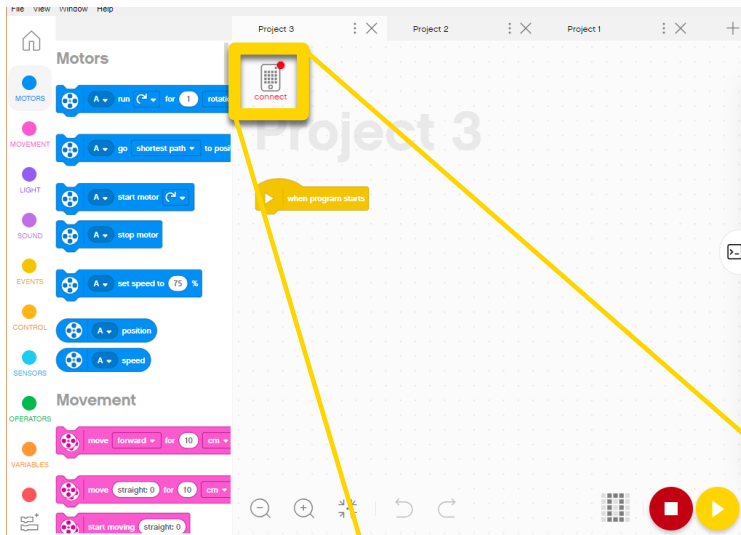 File View Window Help
Project 3
Project 2
Project 1
MOTORS
MOVEMENT
LIGHT
SOUND
EVENTS
CONTROL
SENSORS
OPERATORS
VARIABLES
Motors
A run for 1 rotati
A go shortest path to posi
A start motor
A stop motor
A set speed to 75 %
A position
A speed
Movement
move forward for 10 cm
move straight: 0 for 10 cm
start moving straight: 0
connect
Project 3
when program starts